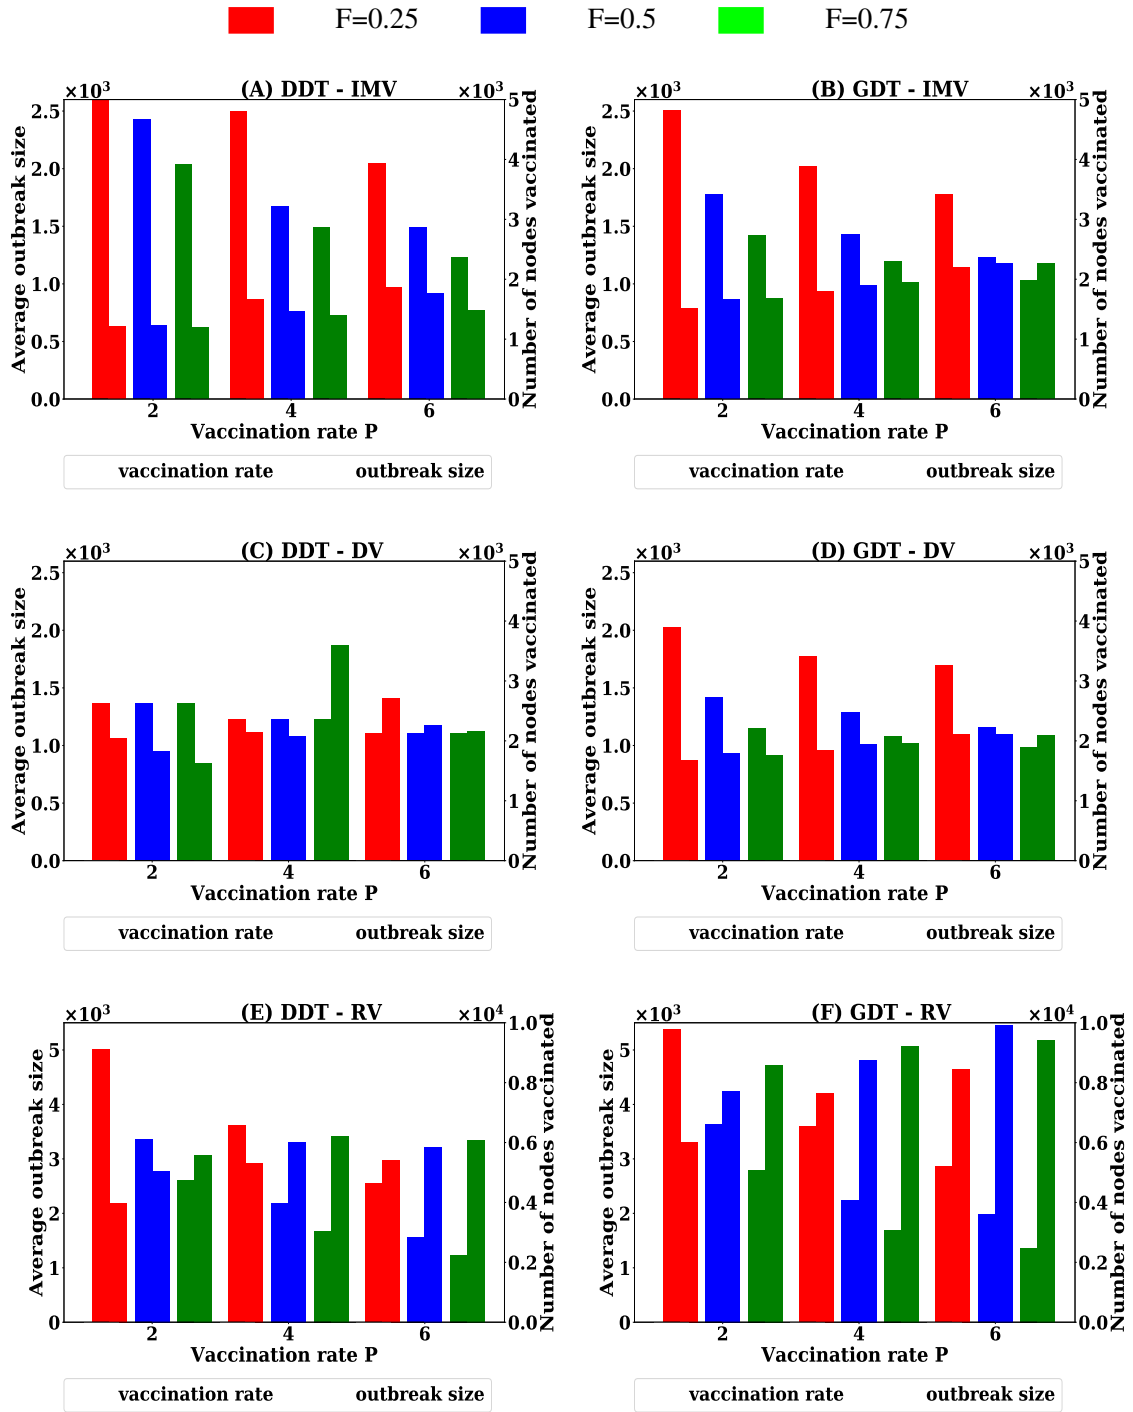 F=0.25 F=0.5 F=0.75
×10³ (A) DDT - IMV ×10³
Average outbreak size
2.5
2.0
1.5
1.0
0.5
0.0
5
4
3
2
1
0
Number of nodes vaccinated
2 4 6
Vaccination rate P
vaccination rate outbreak size
×10³ (B) GDT - IMV ×10³
Average outbreak size
2.5
2.0
1.5
1.0
0.5
0.0
5
4
3
2
1
0
Number of nodes vaccinated
2 4 6
Vaccination rate P
vaccination rate outbreak size
×10³ (C) DDT - DV ×10³
Average outbreak size
2.5
2.0
1.5
1.0
0.5
0.0
5
4
3
2
1
0
Number of nodes vaccinated
2 4 6
Vaccination rate P
vaccination rate outbreak size
×10³ (D) GDT - DV ×10³
Average outbreak size
2.5
2.0
1.5
1.0
0.5
0.0
5
4
3
2
1
0
Number of nodes vaccinated
2 4 6
Vaccination rate P
vaccination rate outbreak size
×10³ (E) DDT - RV ×10⁴
Average outbreak size
5
4
3
2
1
0
1.0
0.8
0.6
0.4
0.2
0.0
Number of nodes vaccinated
2 4 6
Vaccination rate P
vaccination rate outbreak size
×10³ (F) GDT - RV ×10⁴
Average outbreak size
5
4
3
2
1
0
1.0
0.8
0.6
0.4
0.2
0.0
Number of nodes vaccinated
2 4 6
Vaccination rate P
vaccination rate outbreak size